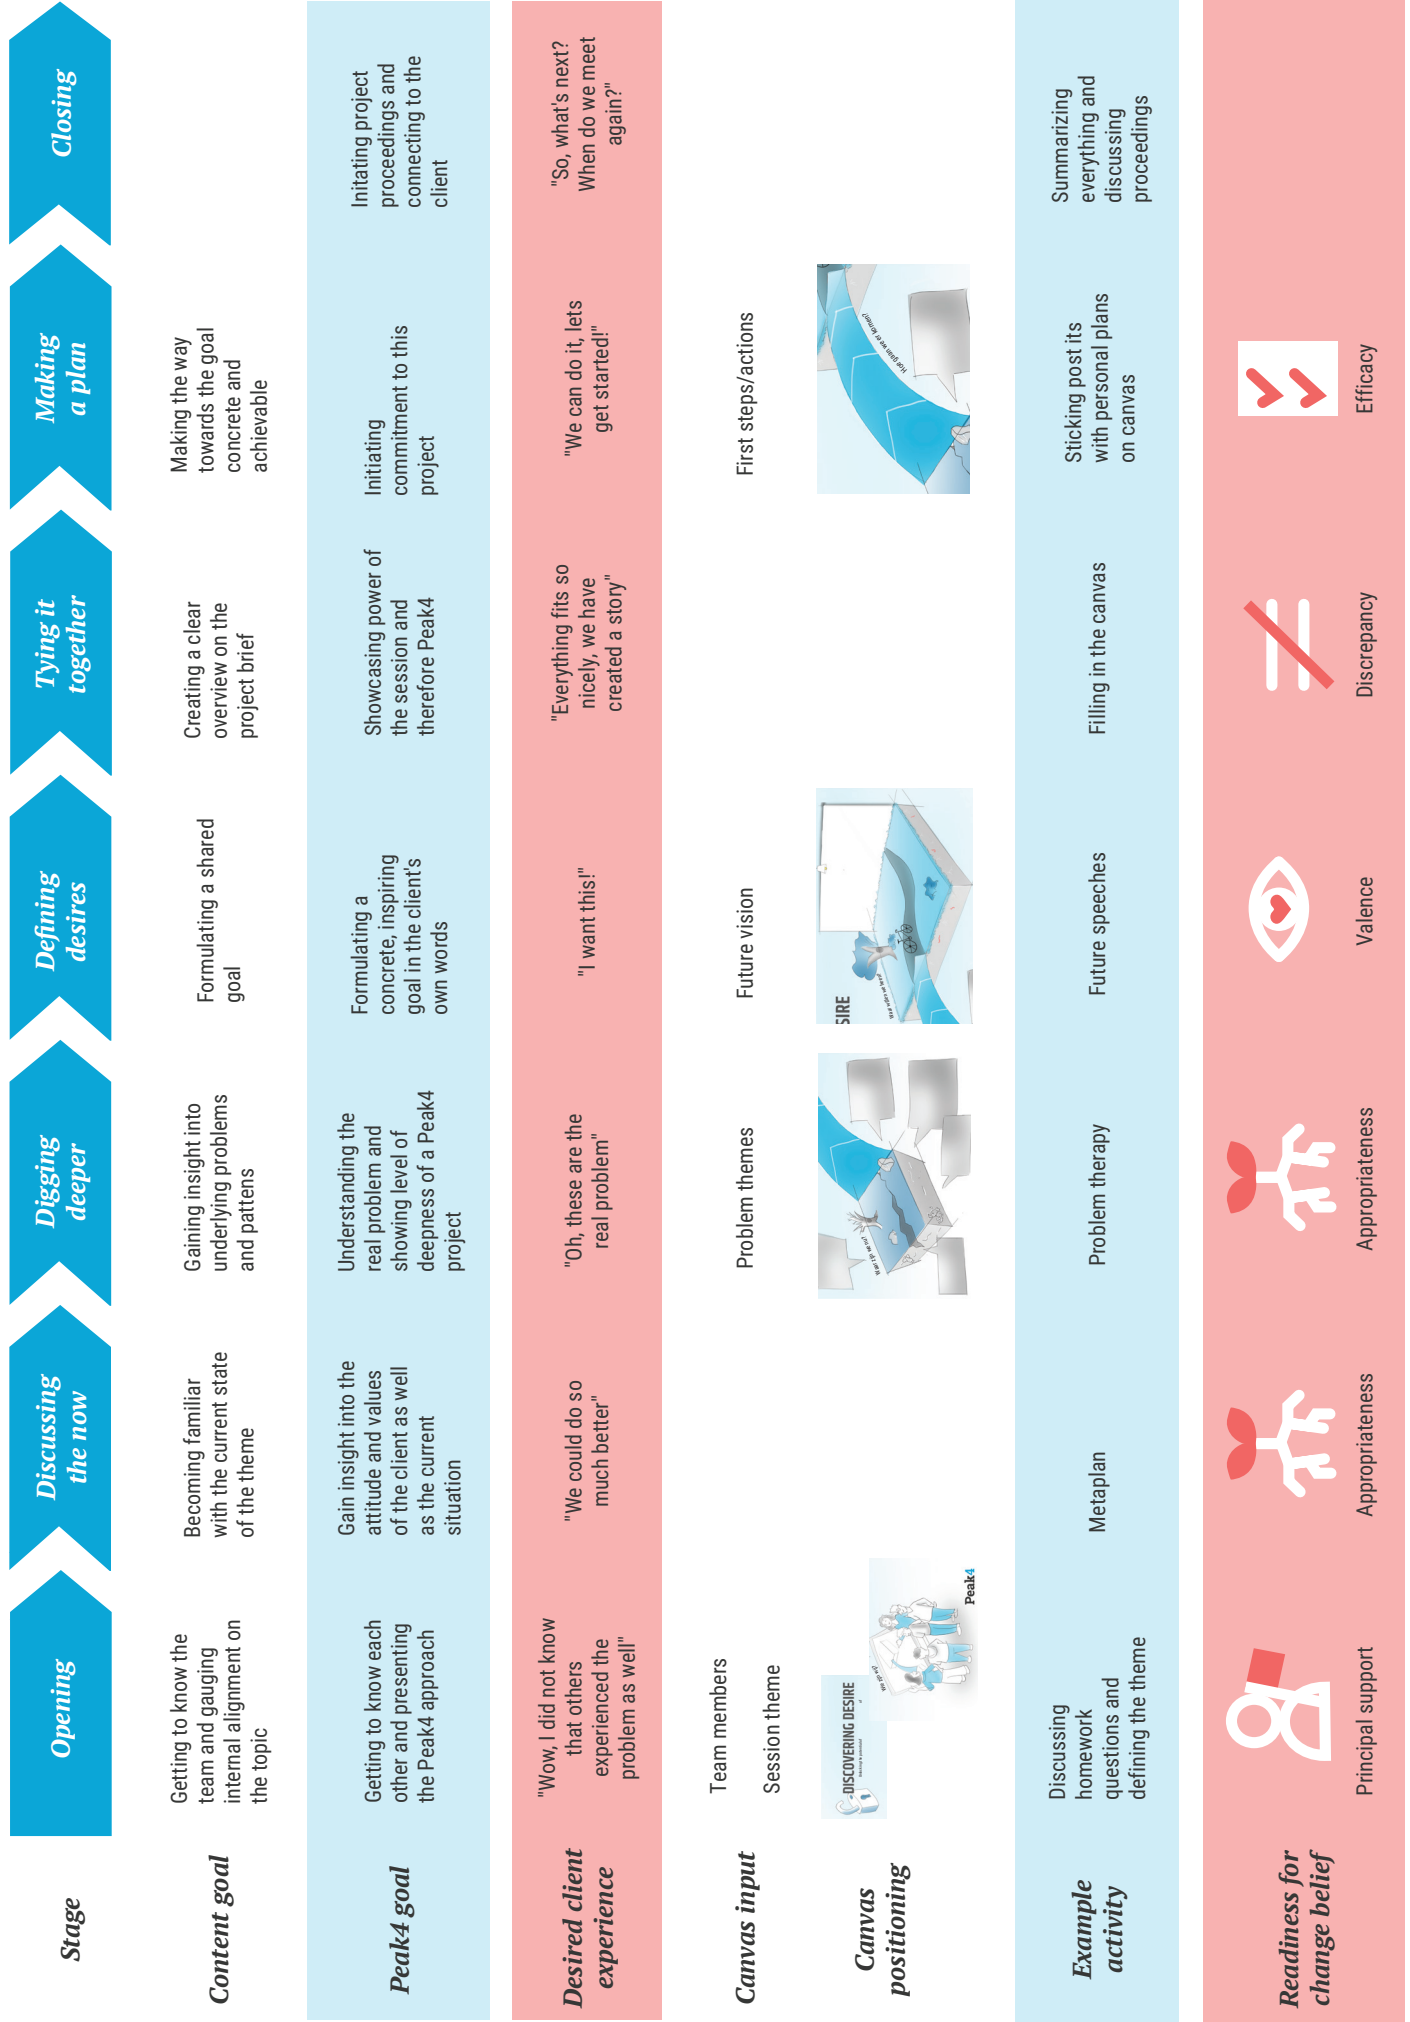 Stage
Opening
Discussing
the now
Digging
deeper
Defining
desires
Tying it
together
Making
a plan
Closing
Content goal
Getting to know the
team and gauging
internal alignment on
the topic
Becoming familiar
with the current state
of the theme
Gaining insight into
underlying problems
and pattens
Formulating a shared
goal
Creating a clear
overview on the
project brief
Making the way
towards the goal
concrete and
achievable
Peak4 goal
Getting to know each
other and presenting
the Peak4 approach
Gain insight into the
attitude and values
of the client as well
as the current
situation
Understanding the
real problem and
showing level of
deepness of a Peak4
project
Formulating a
concrete, inspiring
goal in the client's
own words
Showcasing power of
the session and
therefore Peak4
Initiating
commitment to this
project
Initating project
proceedings and
connecting to the
client
Desired client
experience
"Wow, I did not know
that others
experienced the
problem as well"
"We could do so
much better"
"Oh, these are the
real problem"
"I want this!"
"Everything fits so
nicely, we have
created a story"
"We can do it, lets
get started!"
"So, what's next?
When do we meet
again?"
Canvas input
Team members
Session theme
Problem themes
Future vision
First steps/actions
Canvas
positioning
DISCOVERING DESIRE
Peak4
SIRE
Hoe gaan we er komen?
Example
activity
Discussing
homework
questions and
defining the theme
Metaplan
Problem therapy
Future speeches
Filling in the canvas
Sticking post its
with personal plans
on canvas
Summarizing
everything and
discussing
proceedings
Readiness for
change belief
Principal support
Appropriateness
Appropriateness
Valence
Discrepancy
Efficacy